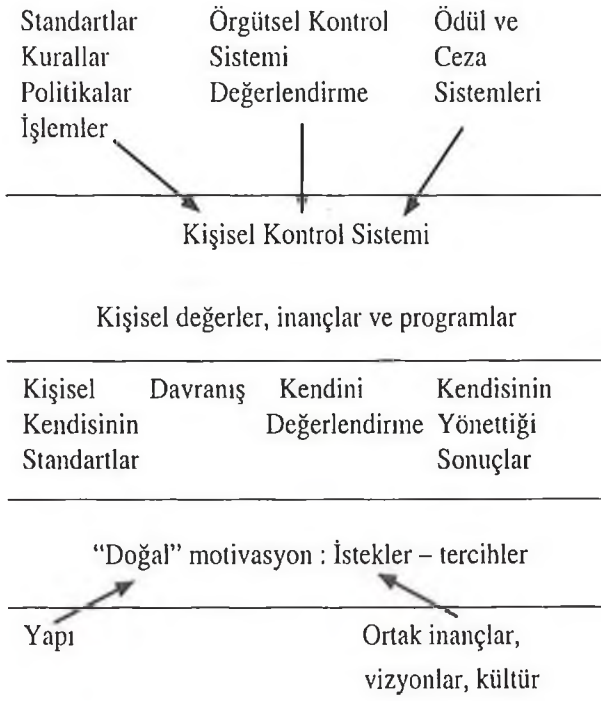 Standartlar Örgütsel Kontrol Ödül ve
Kurallar Sistemi Ceza
Politikalar Değerlendirme Sistemleri
İşlemler
Kişisel Kontrol Sistemi
Kişisel değerler, inançlar ve programlar
Kişisel Davranış Kendini Kendisinin
Kendisinin Değerlendirme Yönettiği
Standartlar Sonuçlar
“Doğal” motivasyon : İstekler – tercihler
Yapı Ortak inançlar,
vizyonlar, kültür